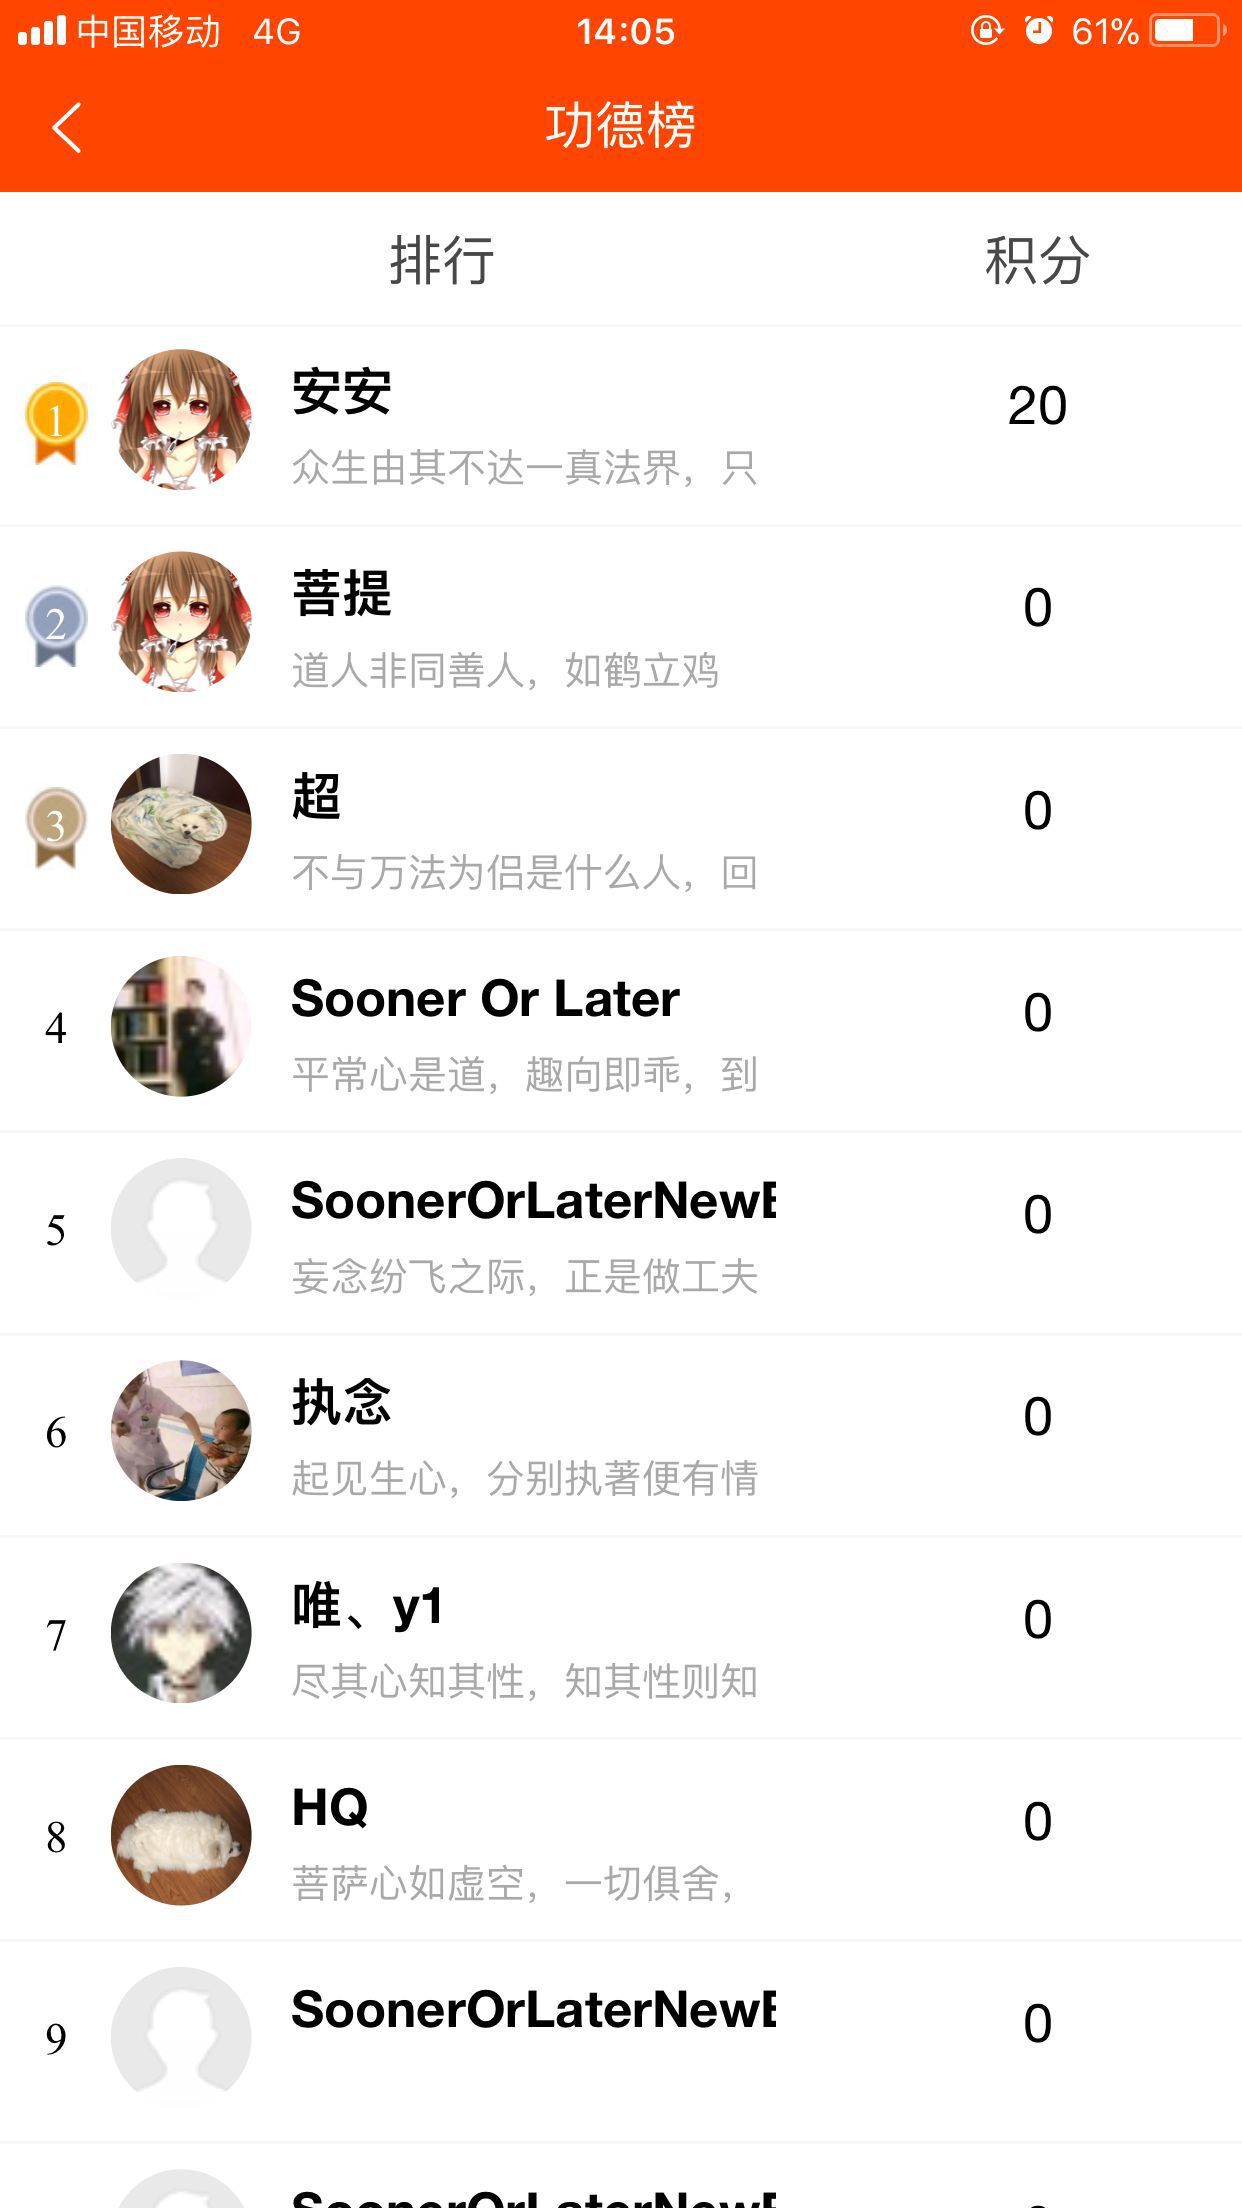 中国移动 4G 14:05 61%
功德榜
排行 积分
1 安安 20
众生由其不达一真法界，只
2 菩提 0
道人非同善人，如鹤立鸡
3 超 0
不与万法为侣是什么人，回
4 Sooner Or Later 0
平常心是道，趣向即乖，到
5 SoonerOrLaterNew 0
妄念纷飞之际，正是做工夫
6 执念 0
起见生心，分别执著便有情
7 唯、y1 0
尽其心知其性，知其性则知
8 HQ 0
菩萨心如虚空，一切俱舍，
9 SoonerOrLaterNew 0
SoonerOrLaterNew